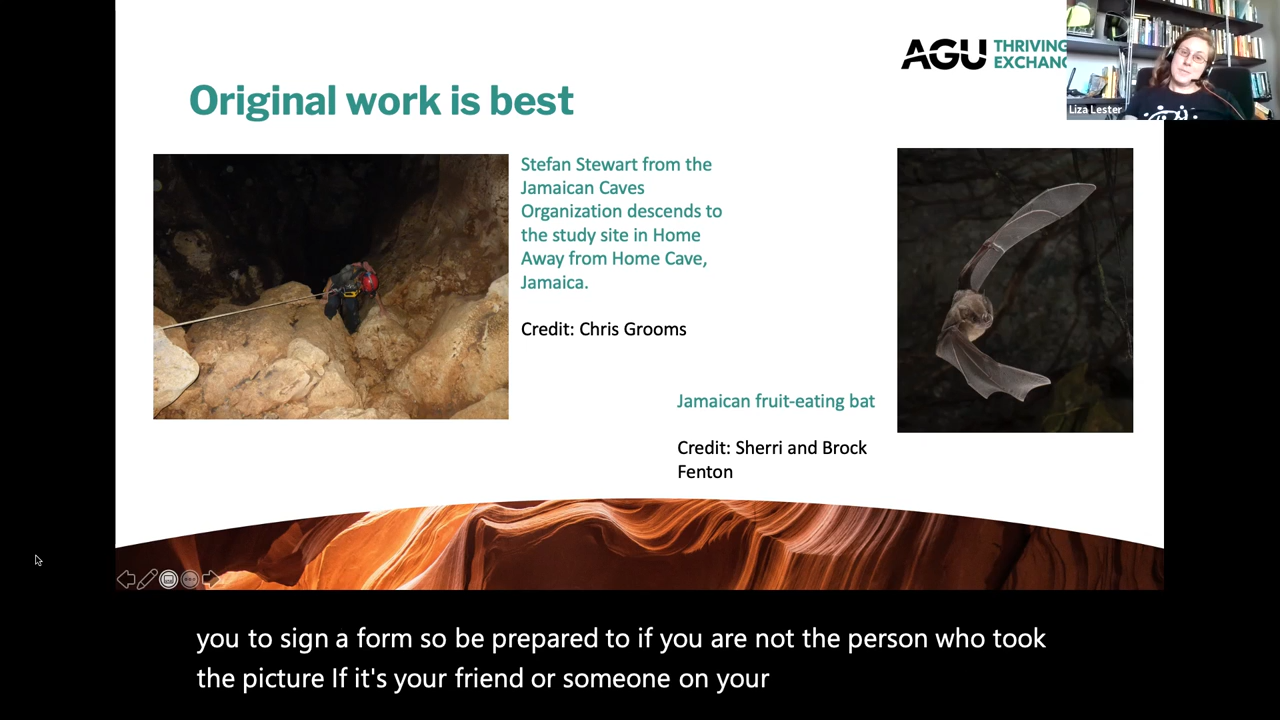 AGU THRIVING
Liza Lester
Original work is best
Stefan Stewart from the
Jamaican Caves
Organization descends to
the study site in Home
Away from Home Cave,
Jamaica.
Credit: Chris Grooms
Jamaican fruit-eating bat
Credit: Sherri and Brock
Fenton
you to sign a form so be prepared to if you are not the person who took
the picture If it's your friend or someone on your